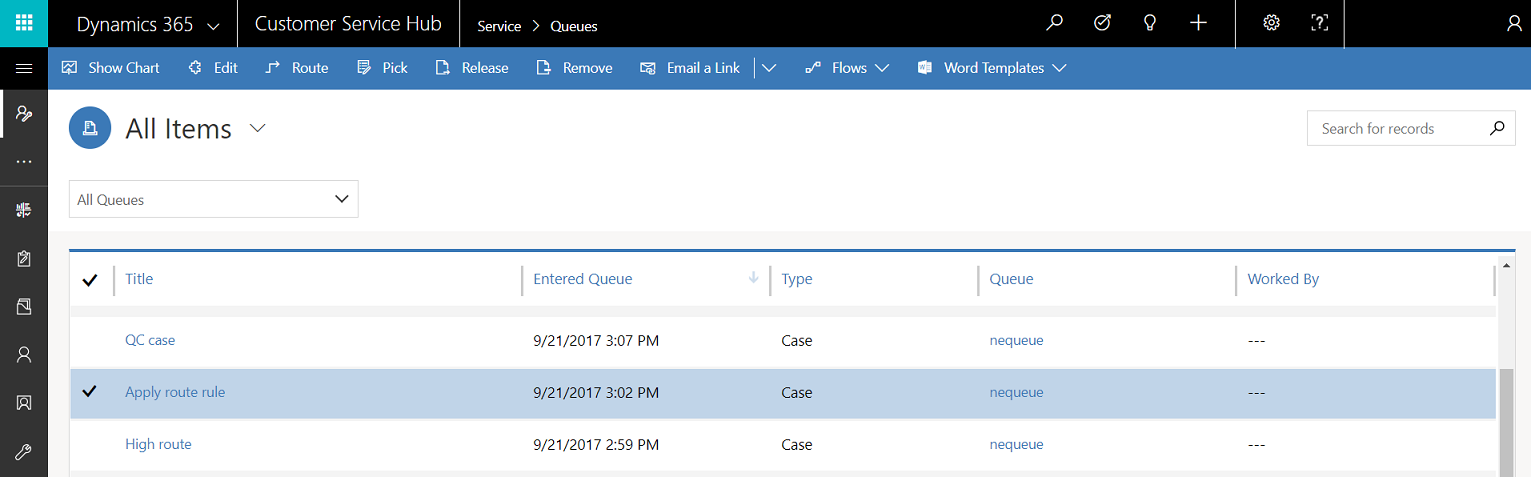 Dynamics 365 Customer Service Hub Service > Queues
Show Chart Edit Route Pick Release Remove Email a Link Flows Word Templates
All Items
Search for records
All Queues
Title Entered Queue Type Queue Worked By
QC case 9/21/2017 3:07 PM Case nequeue ---
Apply route rule 9/21/2017 3:02 PM Case nequeue ---
High route 9/21/2017 2:59 PM Case nequeue ---